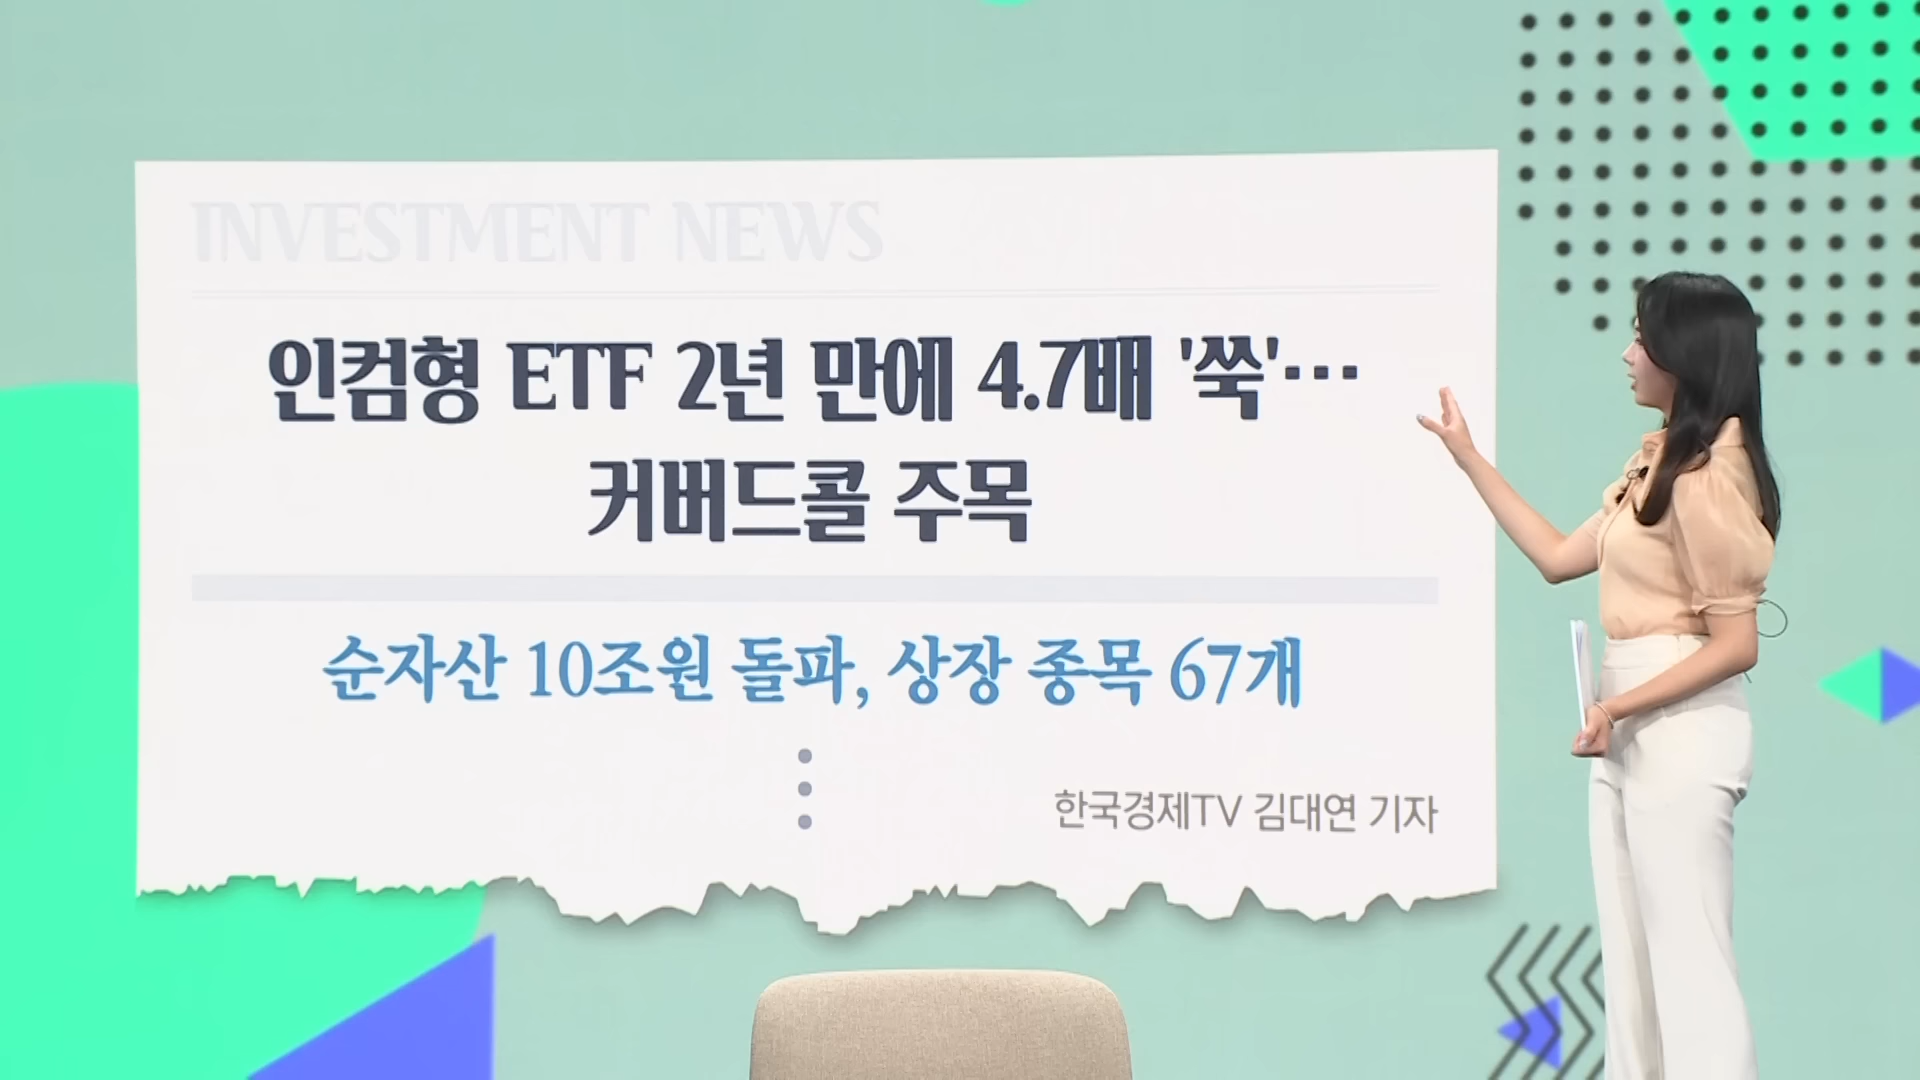 INVESTMENT NEWS
인컴형 ETF 2년 만에 4.7배 '쑥'…
커버드콜 주목
순자산 10조원 돌파, 상장 종목 67개
한국경제TV 김대연 기자